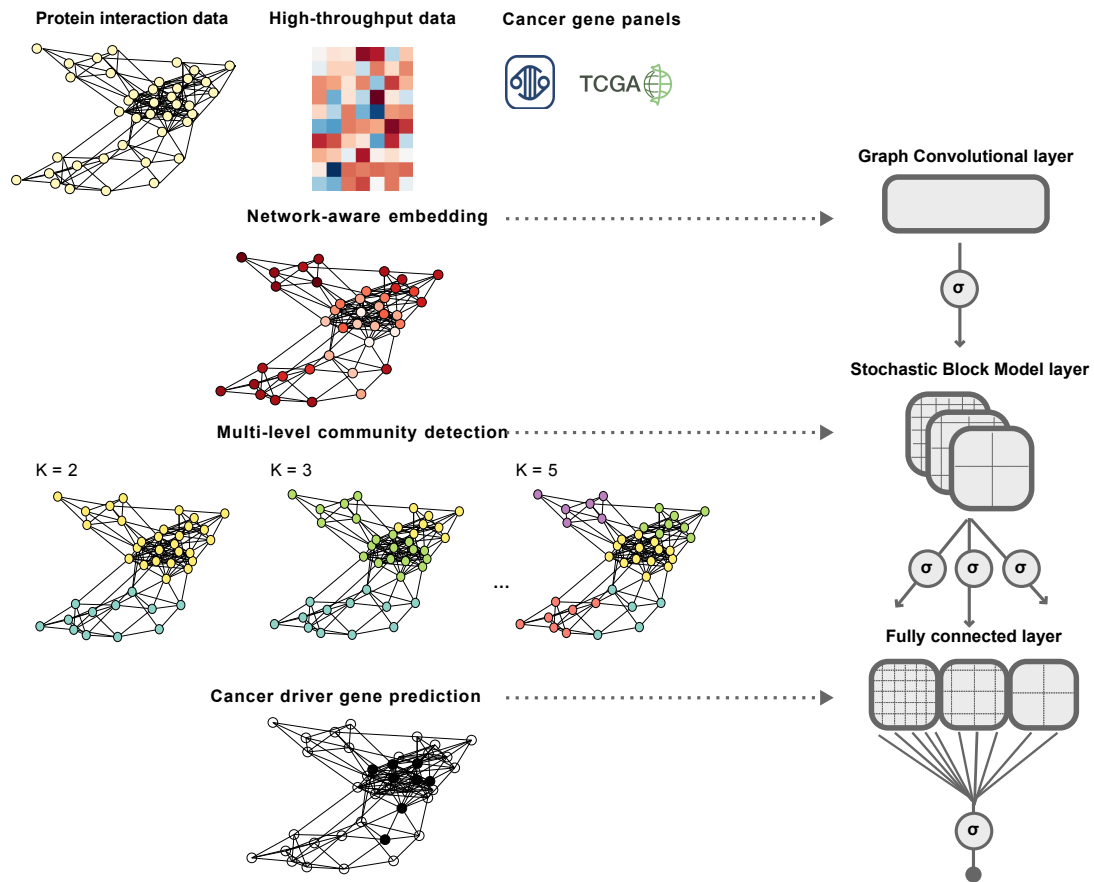 Protein interaction data
High-throughput data
Cancer gene panels
TCGA
Graph Convolutional layer
Network-aware embedding
σ
Stochastic Block Model layer
Multi-level community detection
K = 2
K = 3
K = 5
...
σ
σ
σ
Fully connected layer
Cancer driver gene prediction
σ